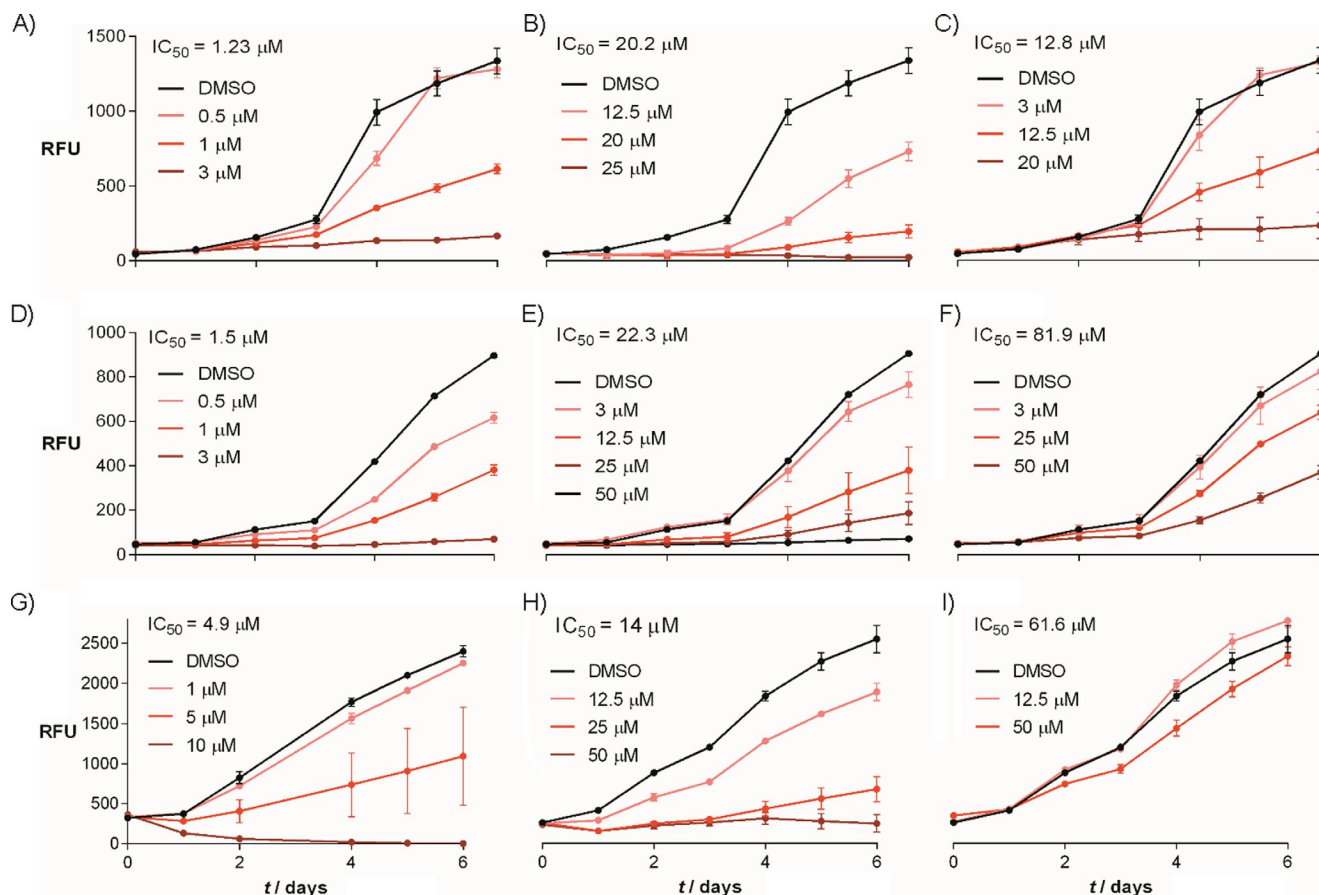 A)
IC50 = 1.23 μM
DMSO
0.5 μM
1 μM
3 μM
RFU
1500
1000
500
0
B)
IC50 = 20.2 μM
DMSO
12.5 μM
20 μM
25 μM
C)
IC50 = 12.8 μM
DMSO
3 μM
12.5 μM
20 μM
D)
IC50 = 1.5 μM
DMSO
0.5 μM
1 μM
3 μM
RFU
1000
800
600
400
200
0
E)
IC50 = 22.3 μM
DMSO
3 μM
12.5 μM
25 μM
50 μM
F)
IC50 = 81.9 μM
DMSO
3 μM
25 μM
50 μM
G)
IC50 = 4.9 μM
DMSO
1 μM
5 μM
10 μM
RFU
2500
2000
1500
1000
500
0
0 2 4 6
t / days
H)
IC50 = 14 μM
DMSO
12.5 μM
25 μM
50 μM
0 2 4 6
t / days
I)
IC50 = 61.6 μM
DMSO
12.5 μM
50 μM
0 2 4 6
t / days